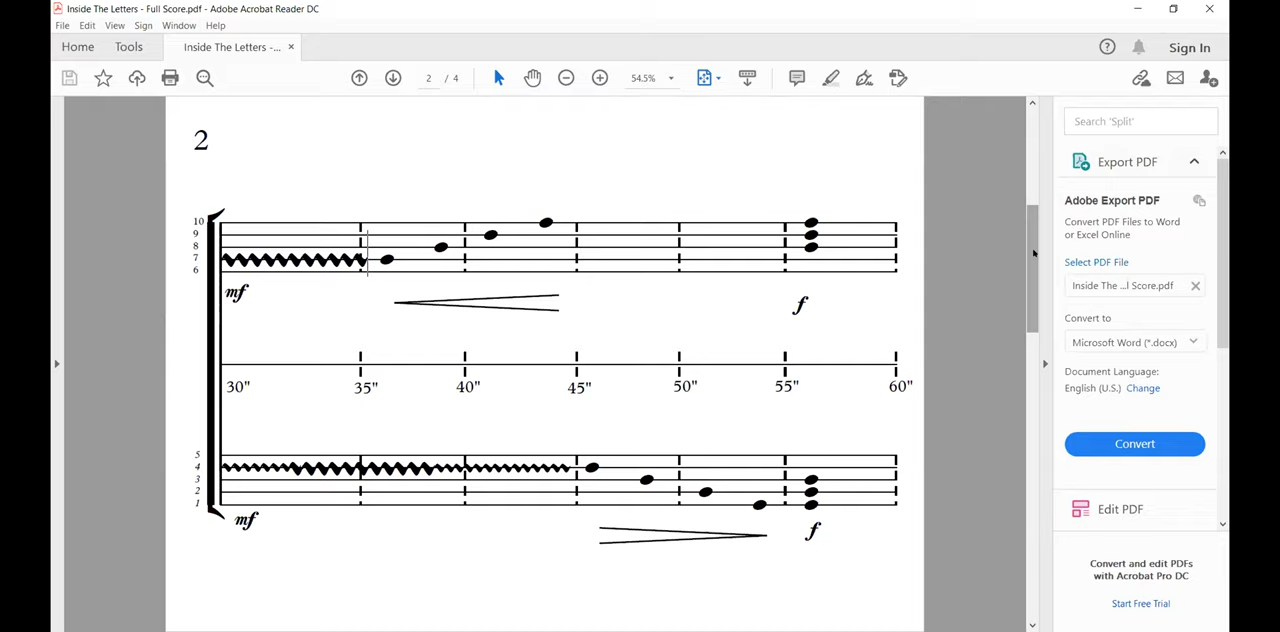 Inside The Letters - Full Score.pdf - Adobe Acrobat Reader DC
File Edit View Sign Window Help
Home Tools Inside The Letters -... × Sign In
2 / 4 54.5%
2
10
9
8
7
6
mf f
30" 35" 40" 45" 50" 55" 60"
5
4
3
2
1
mf f
Search 'Split'
Export PDF
Adobe Export PDF
Convert PDF Files to Word
or Excel Online
Select PDF File
Inside The ...l Score.pdf
Convert to
Microsoft Word (*.docx)
Document Language:
English (U.S.) Change
Convert
Edit PDF
Convert and edit PDFs
with Acrobat Pro DC
Start Free Trial